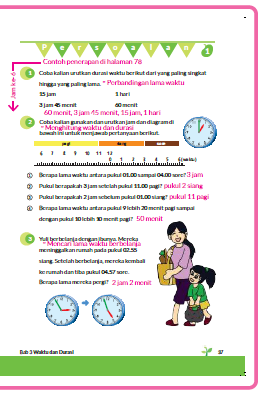 Persoalan 1
Contoh penerapan di halaman 78
Jam ke-6
1 Coba kalian urutkan durasi waktu berikut dari yang paling singkat
hingga yang paling lama. * Perbandingan lama waktu
15 jam 1 hari
3 jam 45 menit 60 menit
60 menit, 3 jam 45 menit, 15 jam, 1 hari
2 Coba kalian gunakan dan urutkan jam dan diagram di
* Menghitung waktu dan durasi
bawah ini untuk menjawab pertanyaan berikut.
pagi siang sore
6 7 8 9 10 11 12
0 1 2 3 4 5 6 (waktu)
① Berapa lama waktu antara pukul 01.00 sampai 04.00 sore? 3 jam
② Pukul berapakah 3 jam setelah pukul 11.00 pagi? pukul 2 siang
③ Pukul berapakah 2 jam sebelum pukul 01.00 siang? pukul 11 pagi
④ Berapa lama waktu antara pukul 9 lebih 20 menit pagi sampai
dengan pukul 10 lebih 10 menit pagi? 50 menit
3 Yuli berbelanja dengan ibunya. Mereka
* Mencari lama waktu berbelanja
meninggalkan rumah pada pukul 02.55
siang. Setelah berbelanja, mereka kembali
ke rumah dan tiba pukul 04.57 sore.
Berapa lama mereka pergi? 2 jam 2 menit
Bab 3 Waktu dan Durasi 37